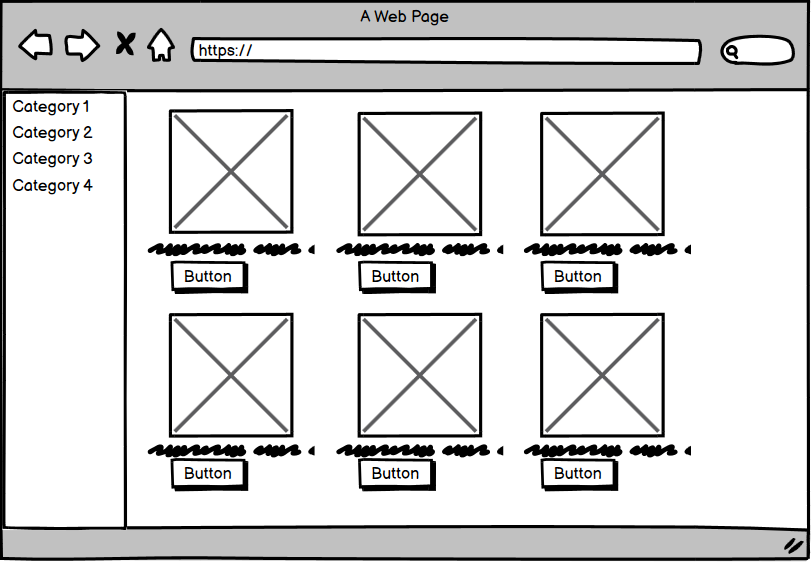 A Web Page
https://
Category 1
Category 2
Category 3
Category 4
Button Button Button
Button Button Button